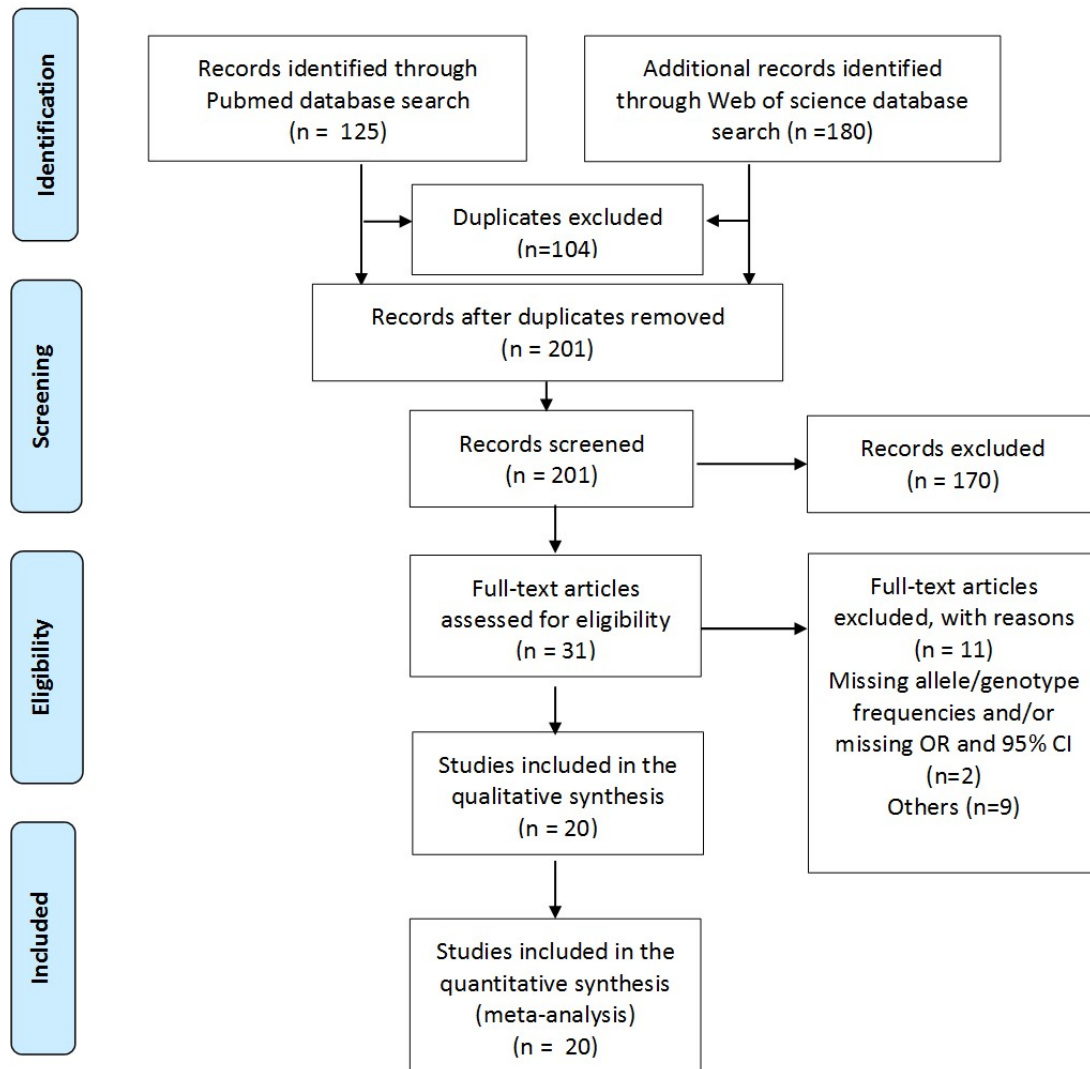 Identification
Records identified through
Pubmed database search
(n = 125)
Additional records identified
through Web of science database
search (n =180)
Duplicates excluded
(n=104)
Screening
Records after duplicates removed
(n = 201)
Records screened
(n = 201)
Records excluded
(n = 170)
Eligibility
Full-text articles
assessed for eligibility
(n = 31)
Full-text articles
excluded, with reasons
(n = 11)
Missing allele/genotype
frequencies and/or
missing OR and 95% CI
(n=2)
Others (n=9)
Studies included in the
qualitative synthesis
(n = 20)
Included
Studies included in the
quantitative synthesis
(meta-analysis)
(n = 20)